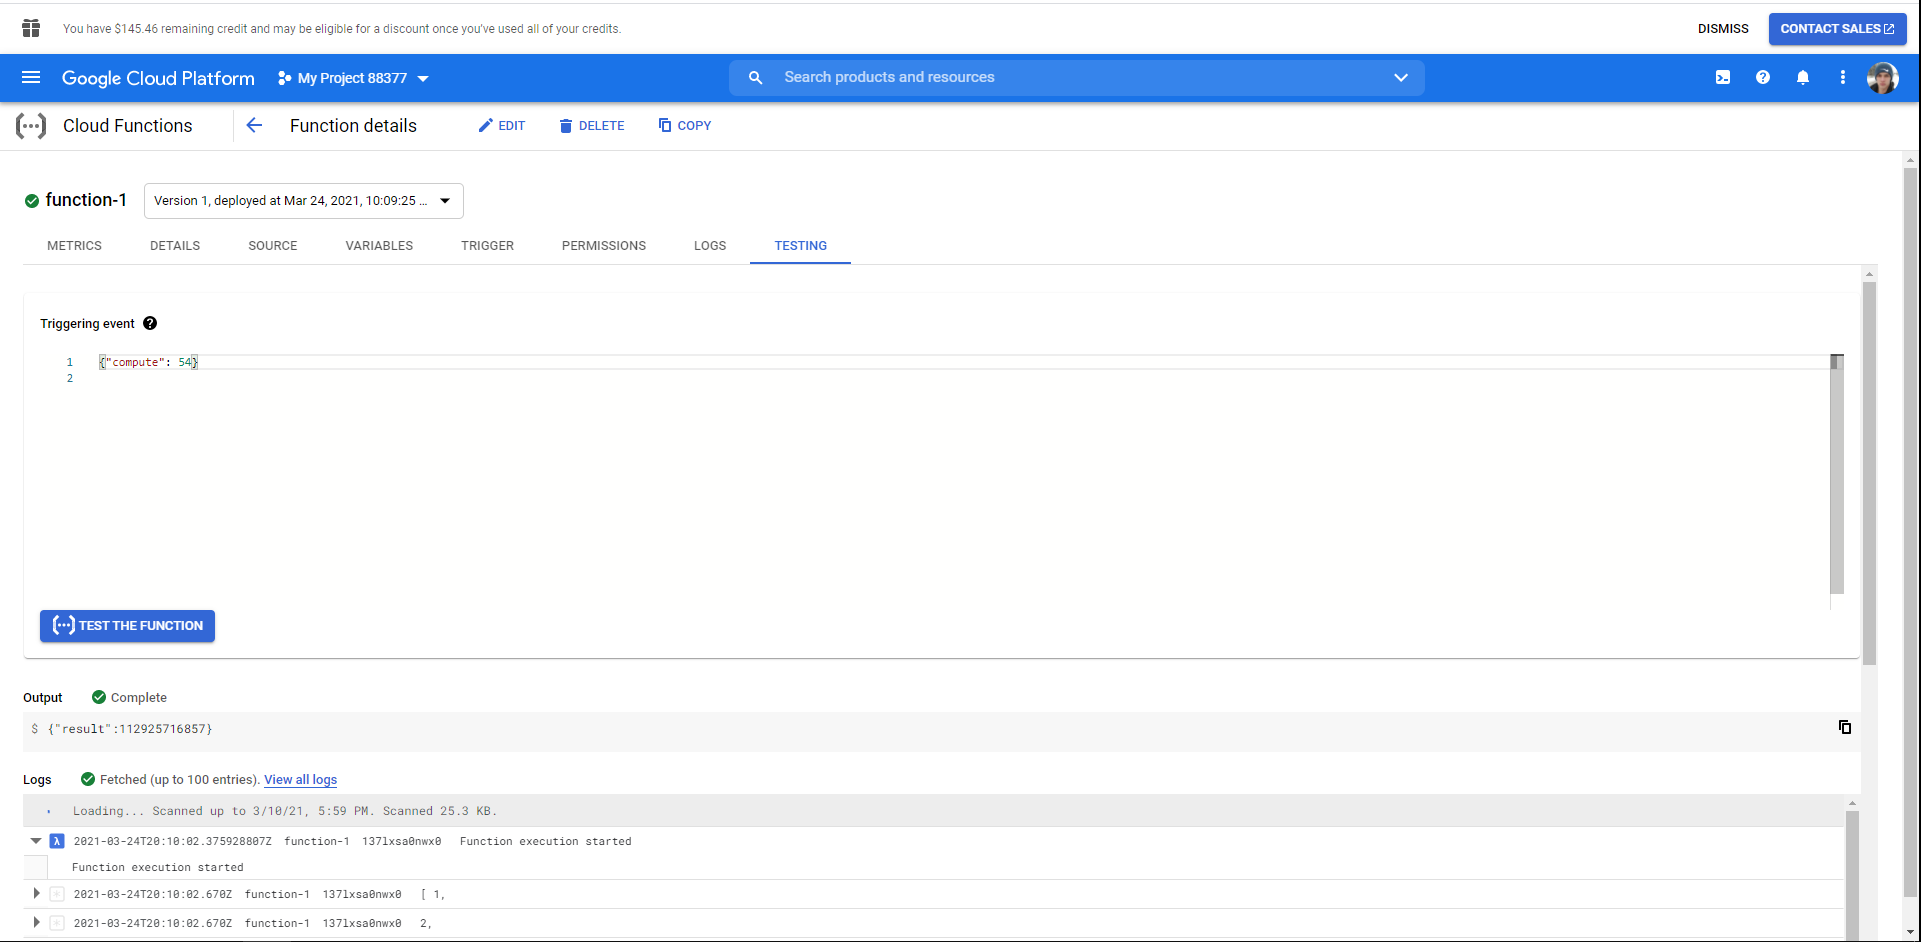 You have $145.46 remaining credit and may be eligible for a discount once you've used all of your credits.
DISMISS
CONTACT SALES
Google Cloud Platform
My Project 88377
Search products and resources
Cloud Functions
Function details
EDIT
DELETE
COPY
function-1
Version 1, deployed at Mar 24, 2021, 10:09:25 ...
METRICS
DETAILS
SOURCE
VARIABLES
TRIGGER
PERMISSIONS
LOGS
TESTING
Triggering event
1 {"compute": 54}
2
TEST THE FUNCTION
Output Complete
$ {"result":112925716857}
Logs Fetched (up to 100 entries). View all logs
Loading... Scanned up to 3/10/21, 5:59 PM. Scanned 25.3 KB.
λ 2021-03-24T20:10:02.375928807Z function-1 137lxsa0nwx0 Function execution started
Function execution started
2021-03-24T20:10:02.670Z function-1 137lxsa0nwx0 [ 1,
2021-03-24T20:10:02.670Z function-1 137lxsa0nwx0 2,